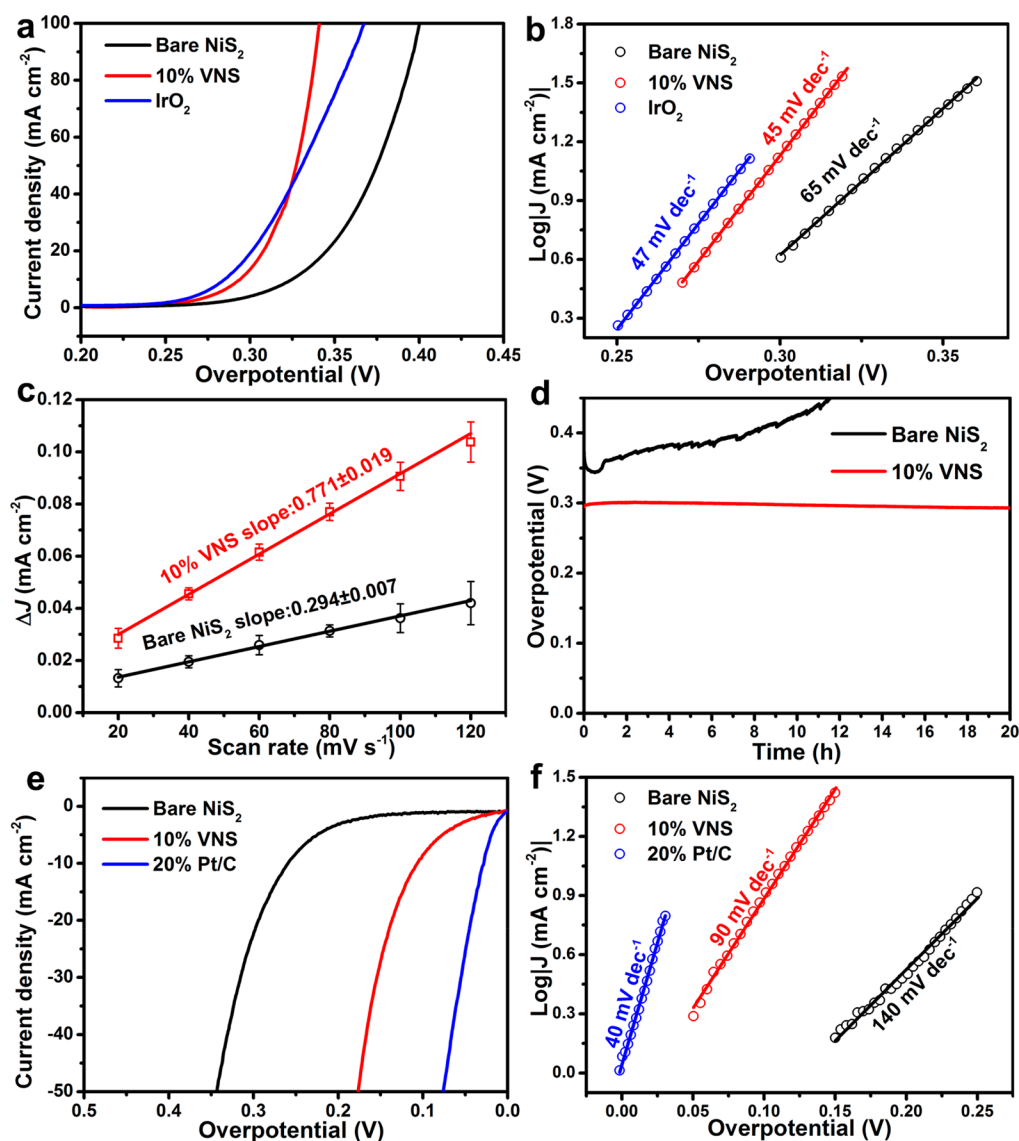 a
Bare NiS₂
10% VNS
IrO₂
100
80
60
40
20
0
Current density (mA cm⁻²)
0.20 0.25 0.30 0.35 0.40 0.45
Overpotential (V)
b
Bare NiS₂
10% VNS
IrO₂
47 mV dec⁻¹
45 mV dec⁻¹
65 mV dec⁻¹
1.8
1.5
1.2
0.9
0.6
0.3
Log|J (mA cm⁻²)|
0.25 0.30 0.35
Overpotential (V)
c
10% VNS slope:0.771±0.019
Bare NiS₂ slope:0.294±0.007
0.12
0.10
0.08
0.06
0.04
0.02
0.00
ΔJ (mA cm⁻²)
20 40 60 80 100 120
Scan rate (mV s⁻¹)
d
Bare NiS₂
10% VNS
0.4
0.3
0.2
0.1
0.0
Overpotential (V)
0 2 4 6 8 10 12 14 16 18 20
Time (h)
e
Bare NiS₂
10% VNS
20% Pt/C
0
-10
-20
-30
-40
-50
Current density (mA cm⁻²)
0.5 0.4 0.3 0.2 0.1 0.0
Overpotential (V)
f
Bare NiS₂
10% VNS
20% Pt/C
40 mV dec⁻¹
90 mV dec⁻¹
140 mV dec⁻¹
1.5
1.2
0.9
0.6
0.3
0.0
Log|J (mA cm⁻²)|
0.00 0.05 0.10 0.15 0.20 0.25
Overpotential (V)